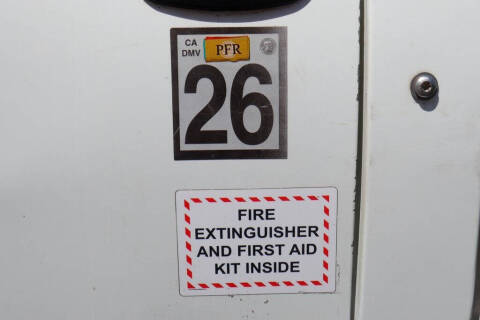 CA PFR
DMV
26
FIRE
EXTINGUISHER
AND FIRST AID
KIT INSIDE